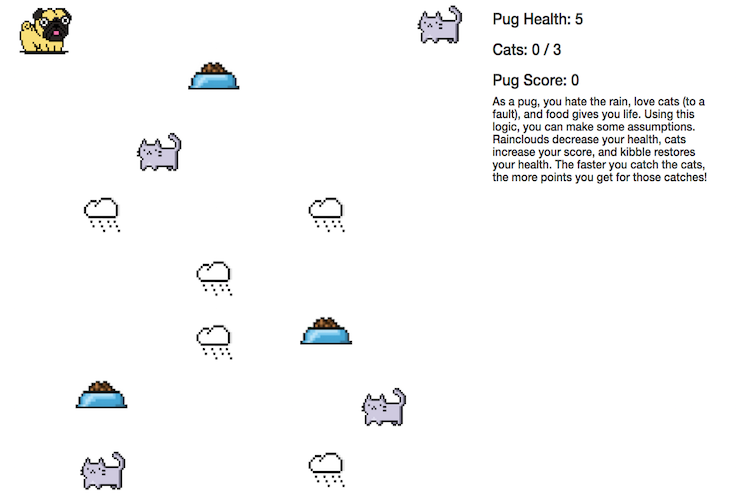 Pug Health: 5
Cats: 0 / 3
Pug Score: 0
As a pug, you hate the rain, love cats (to a
fault), and food gives you life. Using this
logic, you can make some assumptions.
Rainclouds decrease your health, cats
increase your score, and kibble restores
your health. The faster you catch the cats,
the more points you get for those catches!